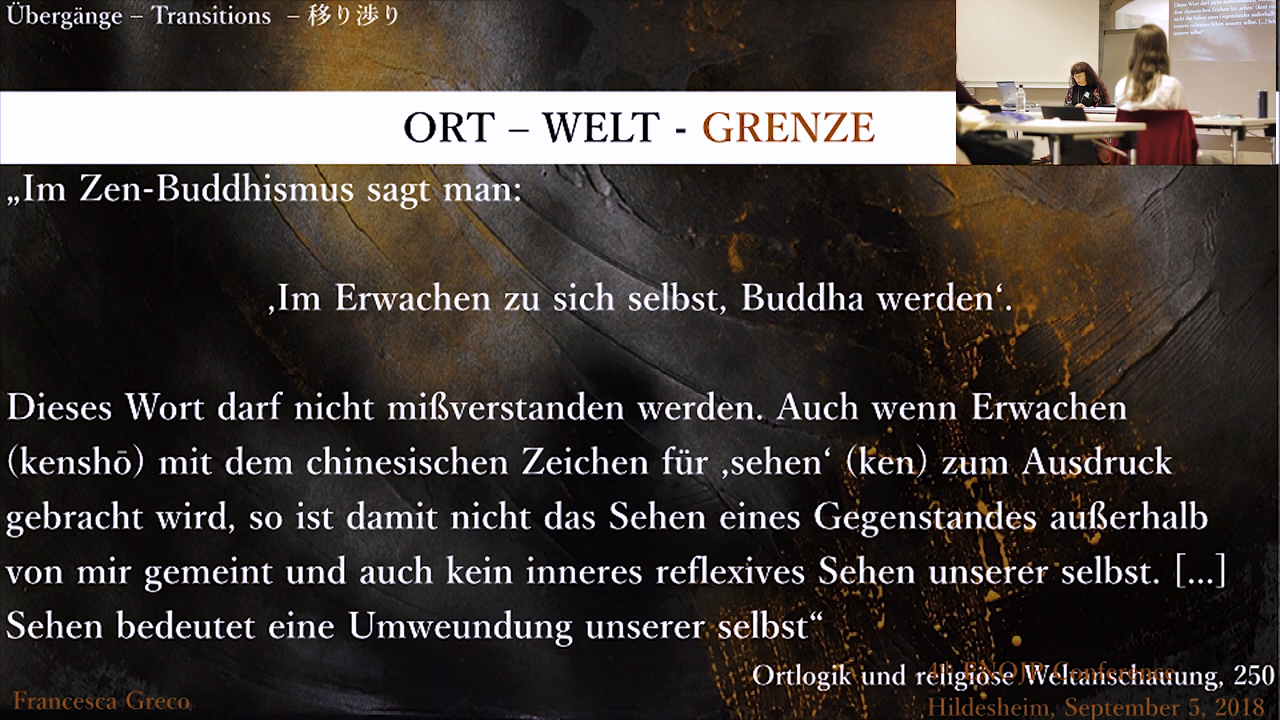 Übergänge – Transitions – 移り渉り
ORT – WELT - GRENZE
„Im Zen-Buddhismus sagt man:
‚Im Erwachen zu sich selbst, Buddha werden‘.
Dieses Wort darf nicht mißverstanden werden. Auch wenn Erwachen
(kenshō) mit dem chinesischen Zeichen für ‚sehen‘ (ken) zum Ausdruck
gebracht wird, so ist damit nicht das Sehen eines Gegenstandes außerhalb
von mir gemeint und auch kein inneres reflexives Sehen unserer selbst. [...]
Sehen bedeutet eine Umweundung unserer selbst“
Ortlogik und religiöse Weltanschauung, 250
ENOJP Conference
Francesca Greco
Hildesheim, September 5, 2018